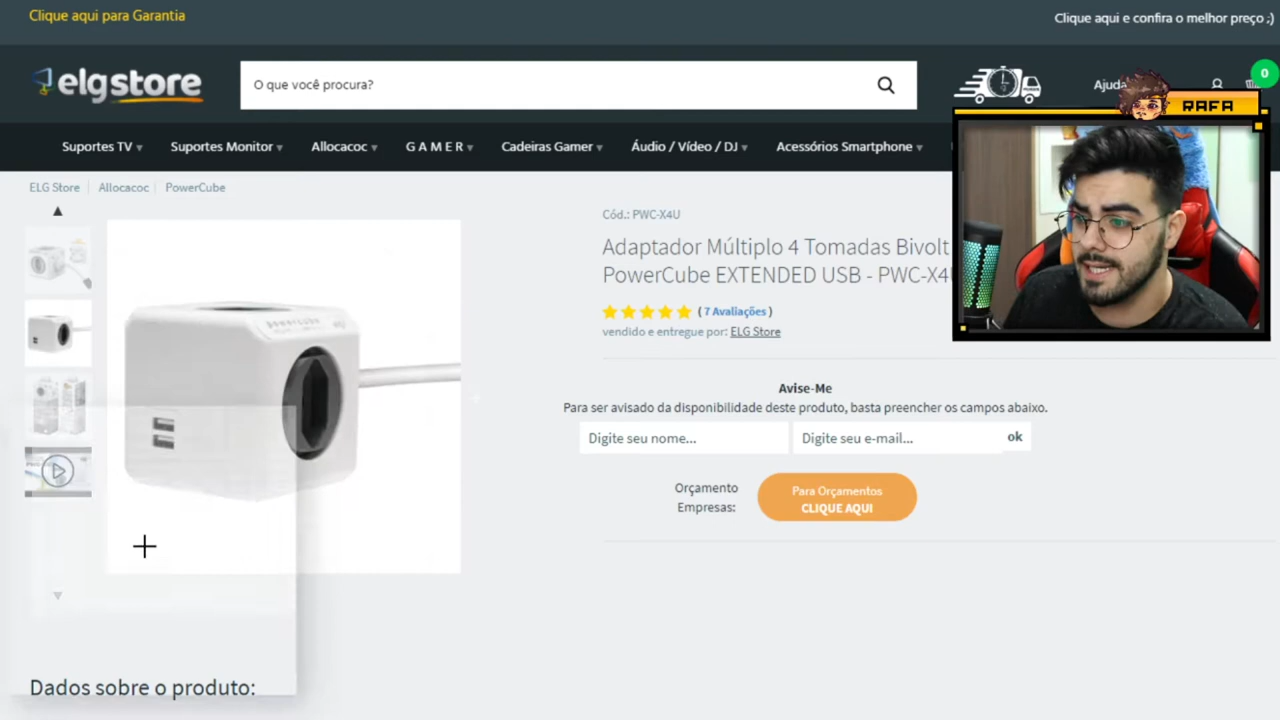 Clique aqui para Garantia
Clique aqui e confira o melhor preço ;)
elgstore
O que você procura?
Ajuda
0
RAFA
Suportes TV
Suportes Monitor
Allocacoc
G A M E R
Cadeiras Gamer
Áudio / Vídeo / DJ
Acessórios Smartphone
ELG Store
Allocacoc
PowerCube
Cód.: PWC-X4U
Adaptador Múltiplo 4 Tomadas Bivolt
PowerCube EXTENDED USB - PWC-X4U
( 7 Avaliações )
vendido e entregue por: ELG Store
Avise-Me
Para ser avisado da disponibilidade deste produto, basta preencher os campos abaixo.
Digite seu nome...
Digite seu e-mail...
ok
Orçamento
Empresas:
Para Orçamentos
CLIQUE AQUI
Dados sobre o produto: